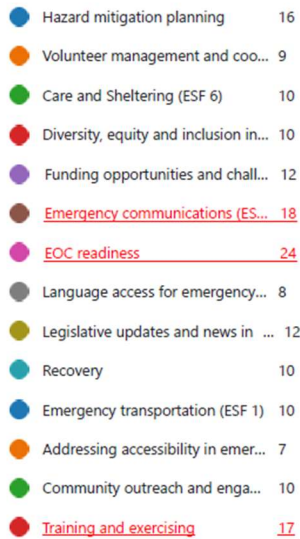 Hazard mitigation planning 16
Volunteer management and coo... 9
Care and Sheltering (ESF 6) 10
Diversity, equity and inclusion in... 10
Funding opportunities and chall... 12
Emergency communications (ES... 18
EOC readiness 24
Language access for emergency... 8
Legislative updates and news in ... 12
Recovery 10
Emergency transportation (ESF 1) 10
Addressing accessibility in emer... 7
Community outreach and enga... 10
Training and exercising 17